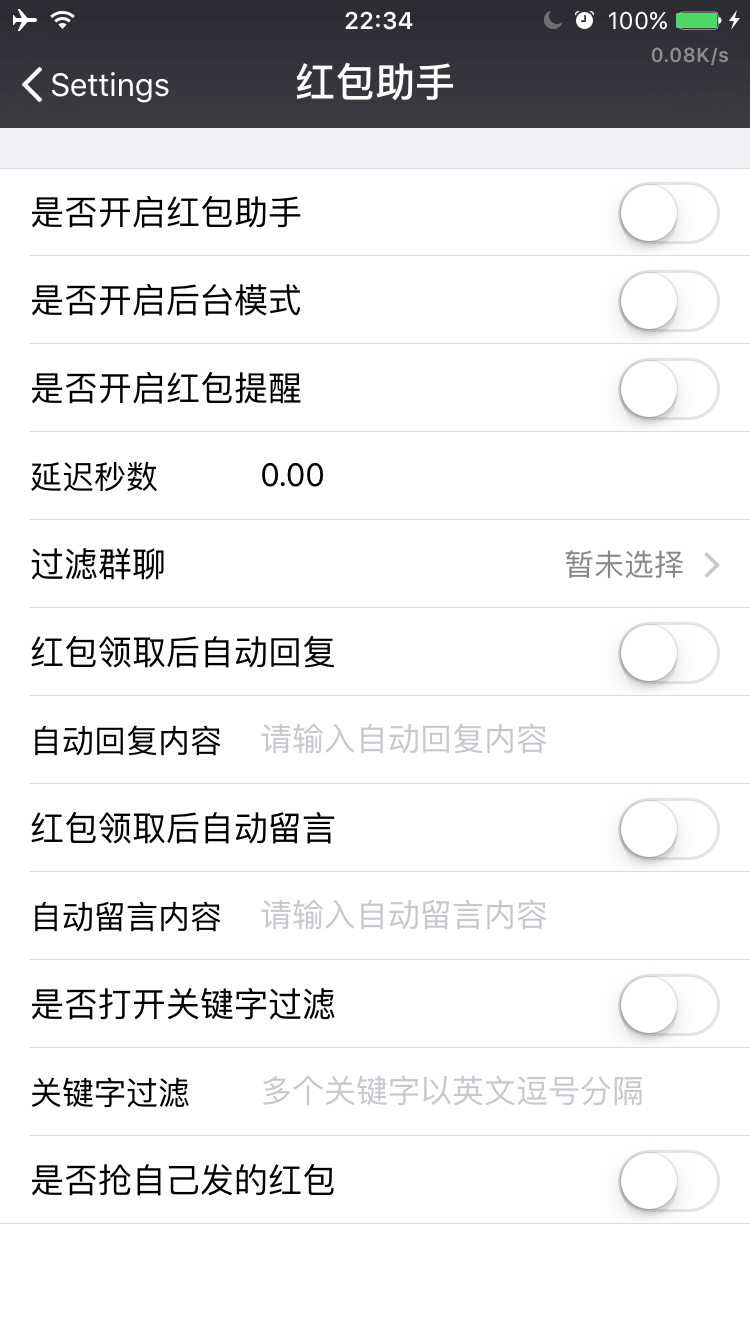 22:34
100%
0.08K/s
Settings
红包助手
是否开启红包助手
是否开启后台模式
是否开启红包提醒
延迟秒数 0.00
过滤群聊 暂未选择
红包领取后自动回复
自动回复内容 请输入自动回复内容
红包领取后自动留言
自动留言内容 请输入自动留言内容
是否打开关键字过滤
关键字过滤 多个关键字以英文逗号分隔
是否抢自己发的红包